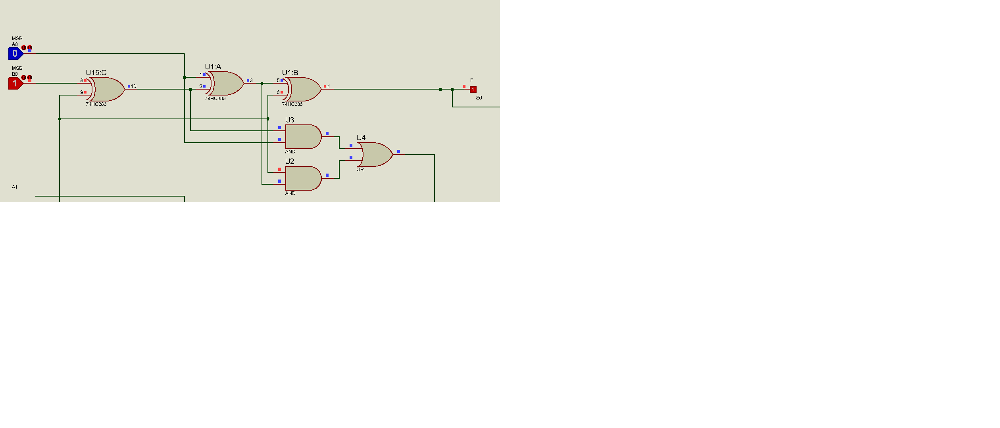 MSB
A0
0
MSB
B0
1
U15:C
8
9
10
74HC386
U1:A
1
2
3
74HC386
U1:B
5
6
4
74HC386
F
1
S0
U3
AND
U4
OR
U2
AND
A1